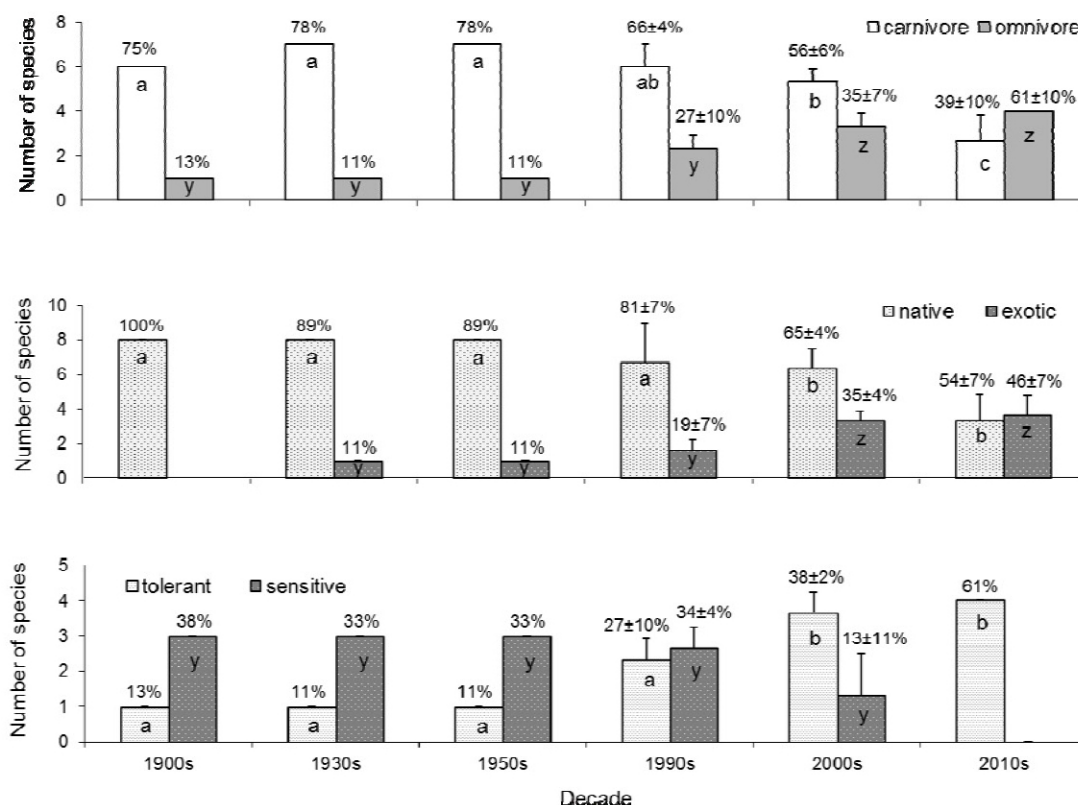 Number of species
8
6
4
2
0
carnivore omnivore
75% 13% 78% 11% 78% 11% 66±4% 27±10% 56±6% 35±7% 39±10% 61±10%
a y a y a y ab y b z c z
Number of species
10
8
6
4
2
0
native exotic
100% 89% 11% 89% 11% 81±7% 19±7% 65±4% 35±4% 54±7% 46±7%
a a y a y a y b z b z
Number of species
5
4
3
2
1
0
tolerant sensitive
13% 38% 11% 33% 11% 33% 27±10% 34±4% 38±2% 13±11% 61%
a y a y a y a y b y b
1900s 1930s 1950s 1990s 2000s 2010s
Decade